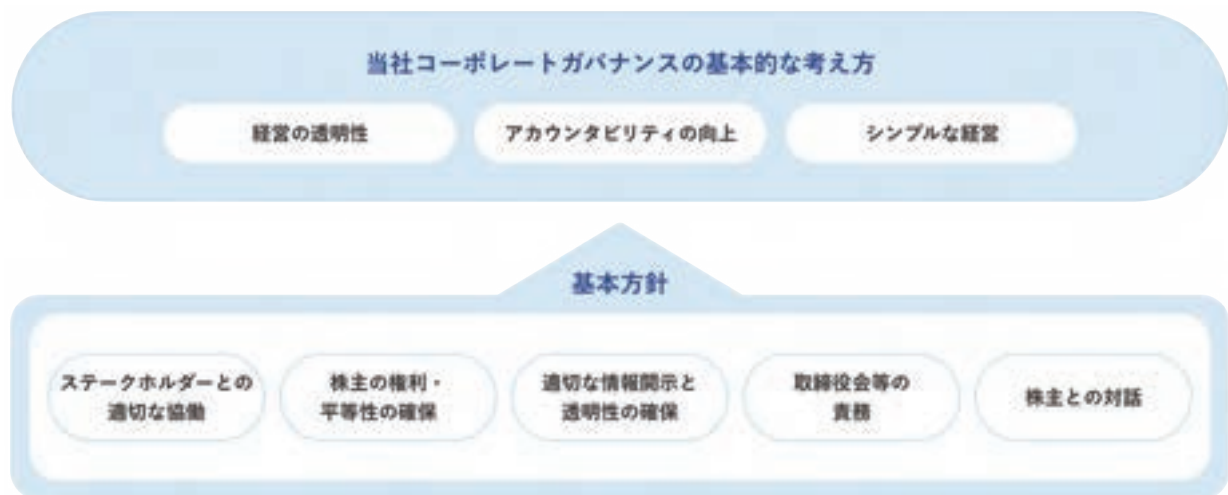 当社コーポレートガバナンスの基本的な考え方
経営の透明性
アカウンタビリティの向上
シンプルな経営
基本方針
ステークホルダーとの
適切な協働
株主の権利・
平等性の確保
適切な情報開示と
透明性の確保
取締役会等の
責務
株主との対話